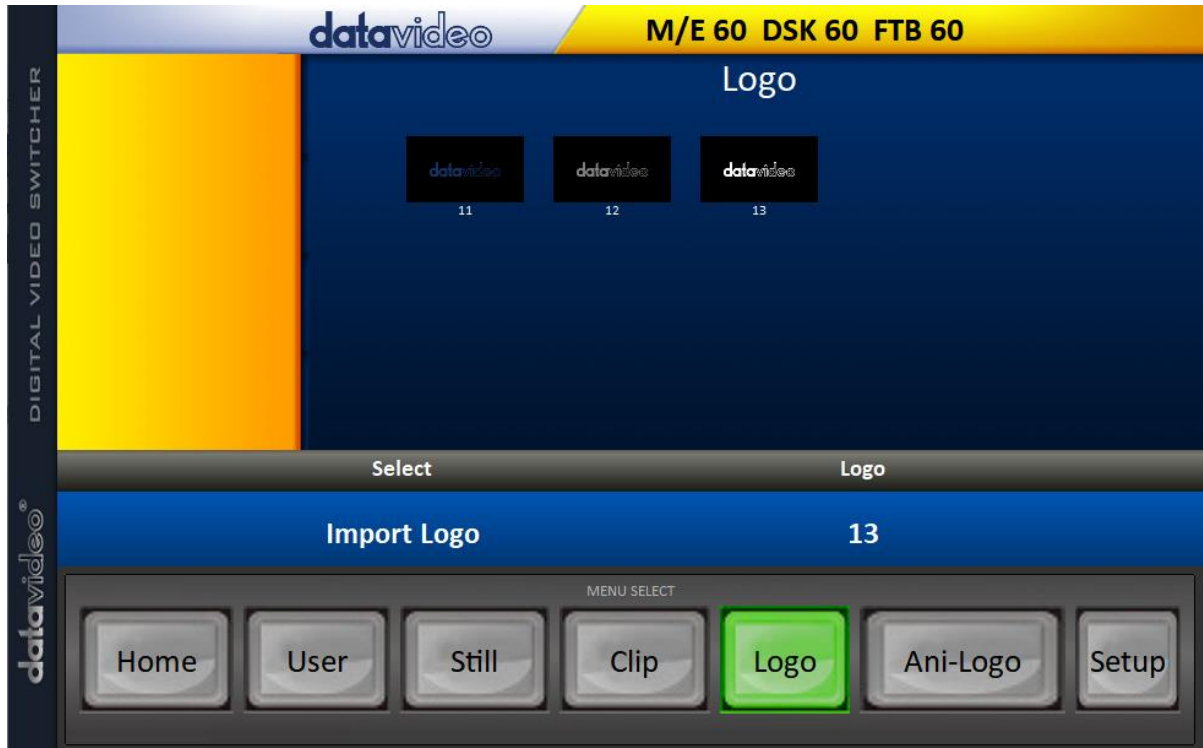 datavideo
M/E 60 DSK 60 FTB 60
DIGITAL VIDEO SWITCHER
datavideo®
Logo
datavideo
datavideo
datavideo
11
12
13
Select
Logo
Import Logo
13
MENU SELECT
Home
User
Still
Clip
Logo
Ani-Logo
Setup